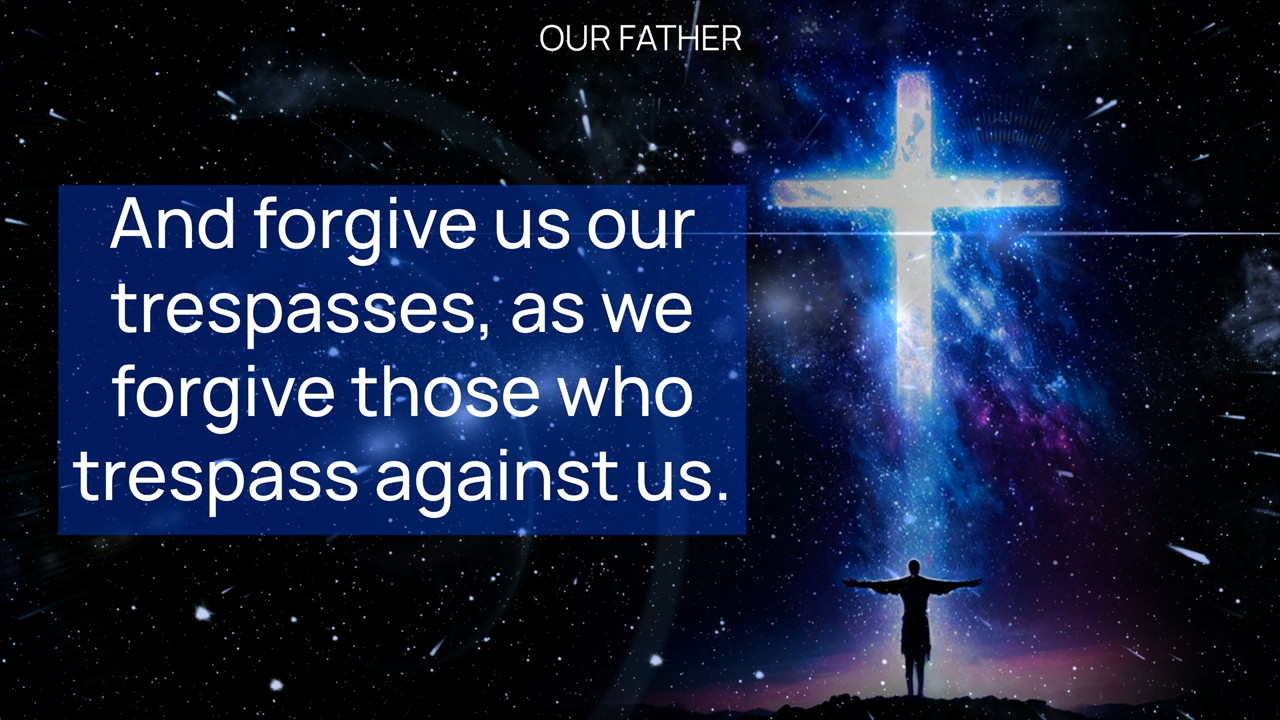 OUR FATHER
And forgive us our
trespasses, as we
forgive those who
trespass against us.